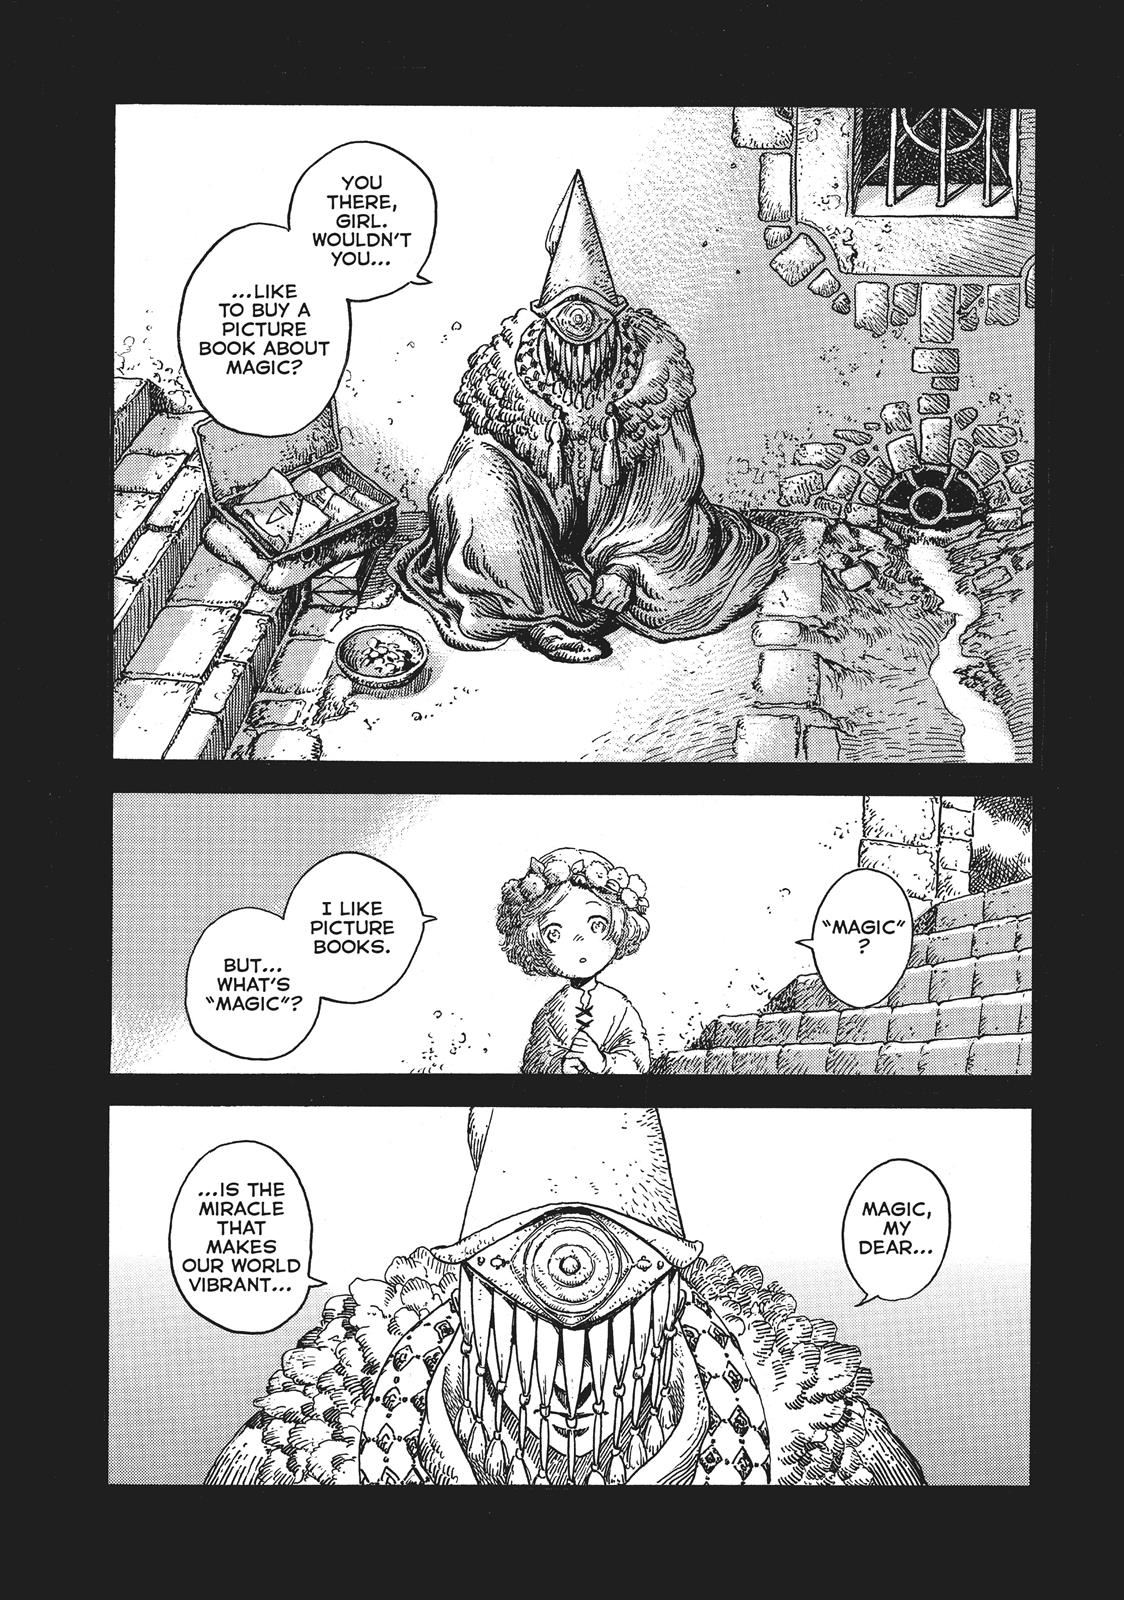 YOU
THERE,
GIRL.
WOULDN'T
YOU...
...LIKE
TO BUY A
PICTURE
BOOK ABOUT
MAGIC?
"MAGIC"
?
I LIKE
PICTURE
BOOKS.
BUT...
WHAT'S
"MAGIC"?
MAGIC,
MY
DEAR...
...IS THE
MIRACLE
THAT
MAKES
OUR WORLD
VIBRANT...